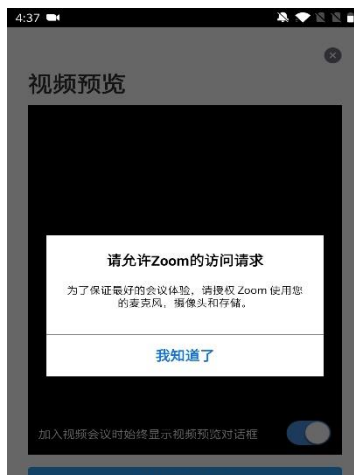 4:37
视频预览
请允许Zoom的访问请求
为了保证最好的会议体验，请授权 Zoom 使用您
的麦克风，摄像头和存储。
我知道了
加入视频会议时始终显示视频预览对话框